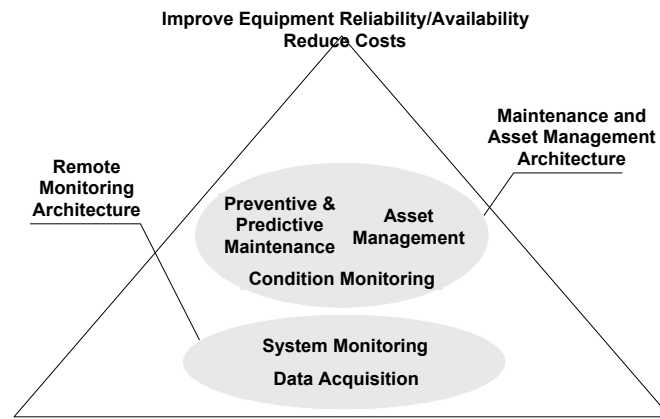 Improve Equipment Reliability/Availability
Reduce Costs
Maintenance and
Asset Management
Architecture
Remote
Monitoring
Architecture
Preventive &
Predictive
Maintenance
Asset
Management
Condition Monitoring
System Monitoring
Data Acquisition